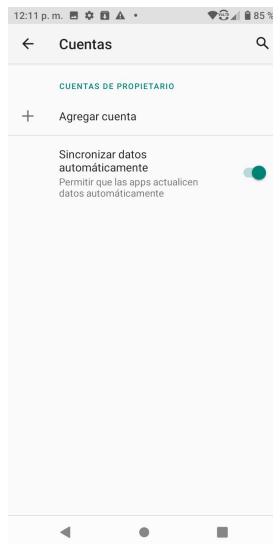 12:11 p. m. 85 %
Cuentas
CUENTAS DE PROPIETARIO
Agregar cuenta
Sincronizar datos
automáticamente
Permitir que las apps actualicen
datos automáticamente